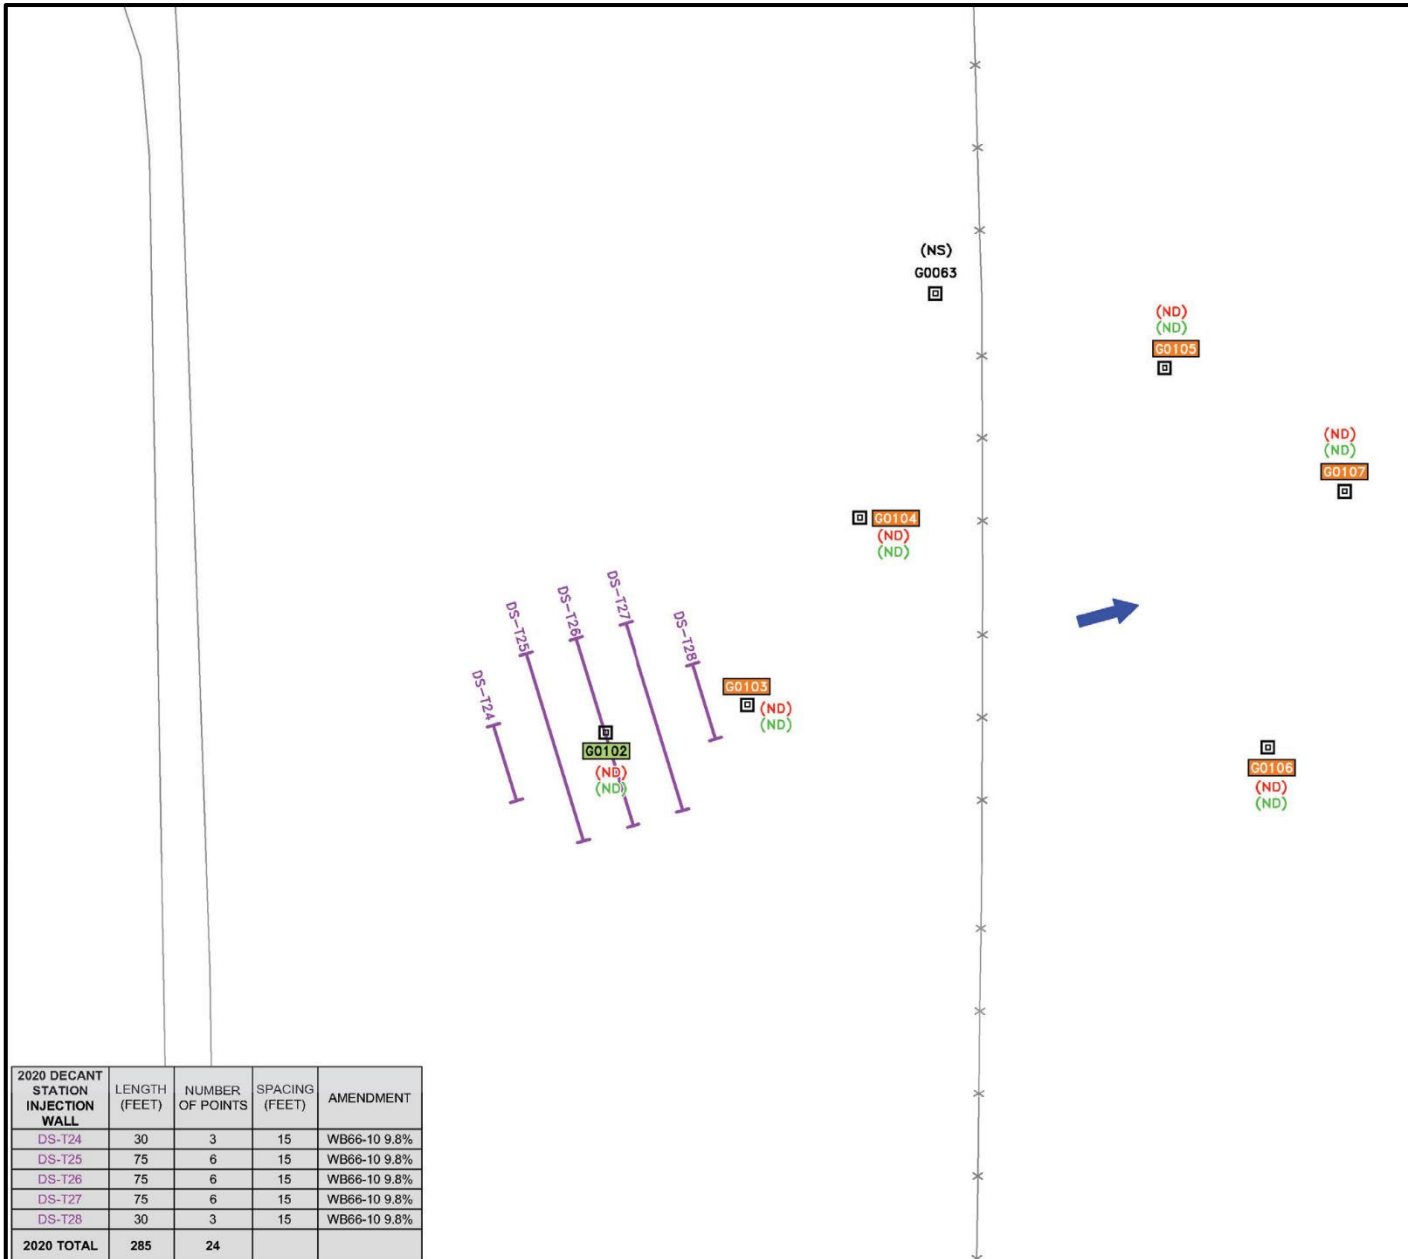 (NS)
G0063
(ND)
(ND)
G0105
(ND)
(ND)
G0107
G0104
(ND)
(ND)
DS-T27
DS-T26
DS-T25
DS-T28
DS-T24
G0103
(ND)
(ND)
G0102
(ND)
(ND)
G0106
(ND)
(ND)
2020 DECANT
STATION
INJECTION
WALL
LENGTH
(FEET)
NUMBER
OF POINTS
SPACING
(FEET)
AMENDMENT
DS-T24 30 3 15 WB66-10 9.8%
DS-T25 75 6 15 WB66-10 9.8%
DS-T26 75 6 15 WB66-10 9.8%
DS-T27 75 6 15 WB66-10 9.8%
DS-T28 30 3 15 WB66-10 9.8%
2020 TOTAL 285 24